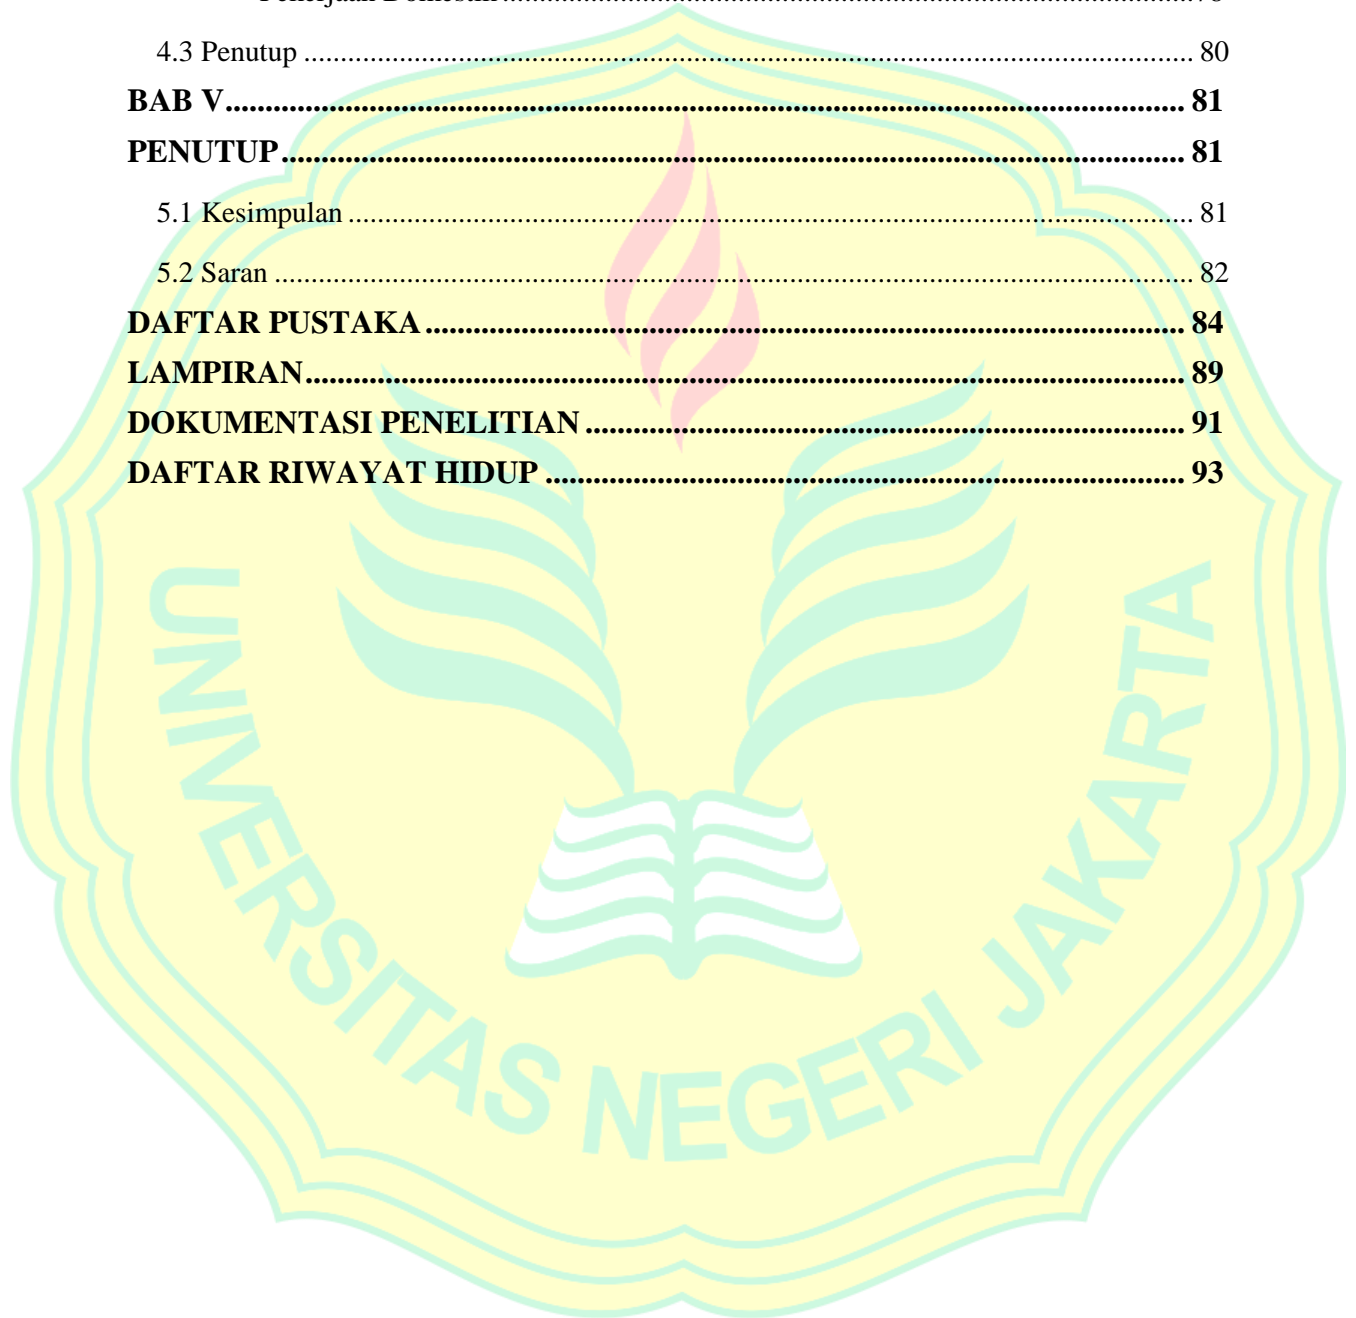 Domestik
4.3 Penutup ........................................................................................................................ 80
BAB V................................................................................................................................ 81
PENUTUP......................................................................................................................... 81
5.1 Kesimpulan .................................................................................................................. 81
5.2 Saran ............................................................................................................................ 82
DAFTAR PUSTAKA....................................................................................................... 84
LAMPIRAN...................................................................................................................... 89
DOKUMENTASI PENELITIAN ................................................................................... 91
DAFTAR RIWAYAT HIDUP ........................................................................................ 93
UNIVERSITAS NEGERI JAKARTA